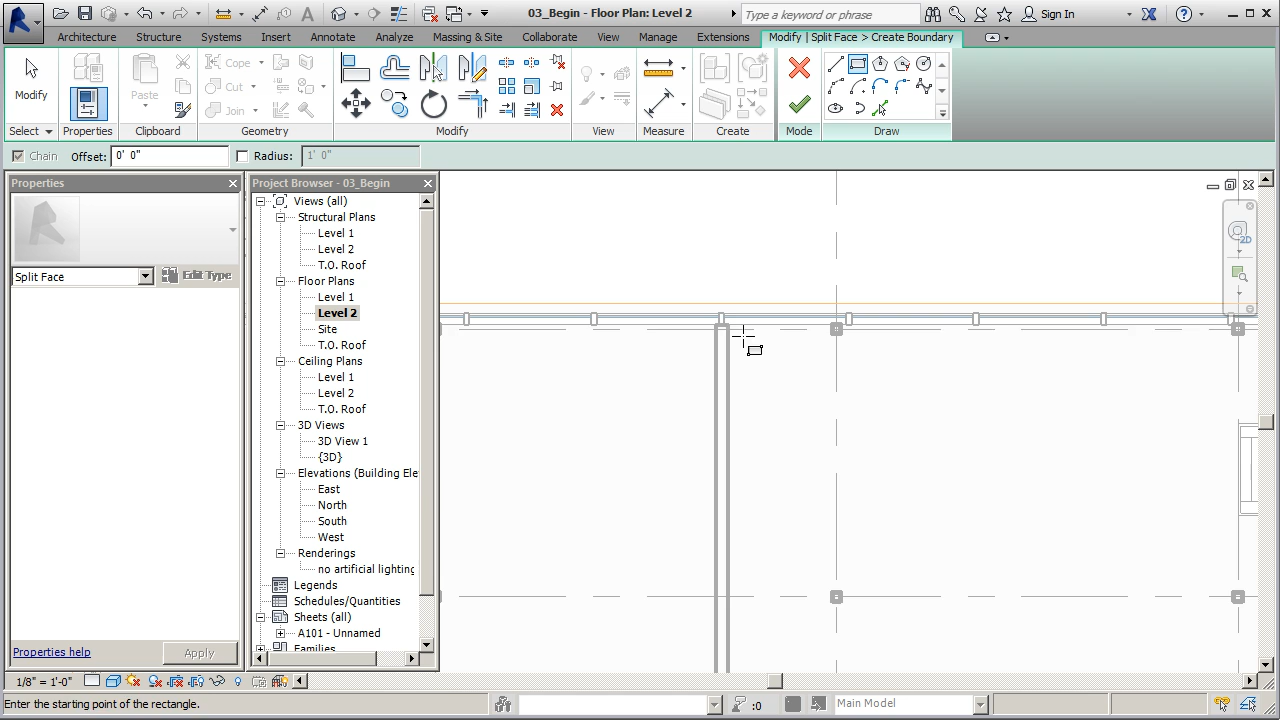 03_Begin - Floor Plan: Level 2
Type a keyword or phrase
Sign In
Architecture
Structure
Systems
Insert
Annotate
Analyze
Massing & Site
Collaborate
View
Manage
Extensions
Modify | Split Face > Create Boundary
Modify
Paste
Cope
Cut
Join
Select
Properties
Clipboard
Geometry
Modify
View
Measure
Create
Mode
Draw
Chain
Offset:
0' 0"
Radius:
1' 0"
Properties
Split Face
Edit Type
Properties help
Apply
Project Browser - 03_Begin
Views (all)
Structural Plans
Level 1
Level 2
T.O. Roof
Floor Plans
Level 1
Level 2
Site
T.O. Roof
Ceiling Plans
Level 1
Level 2
T.O. Roof
3D Views
3D View 1
{3D}
Elevations (Building Ele
East
North
South
West
Renderings
no artificial lighting
Legends
Schedules/Quantities
Sheets (all)
A101 - Unnamed
Families
2D
1/8" = 1'-0"
Enter the starting point of the rectangle.
:0
Main Model